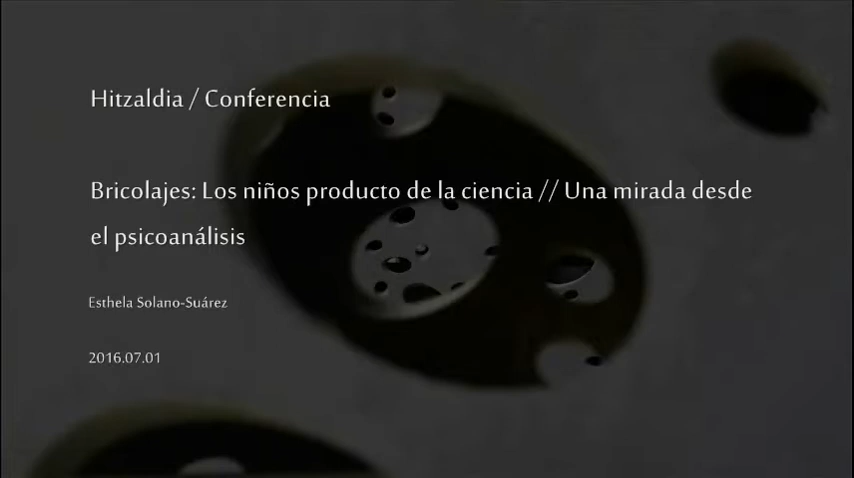 Hitzaldia / Conferencia
Bricolajes: Los niños producto de la ciencia // Una mirada desde
el psicoanálisis
Esthela Solano-Suárez
2016.07.01